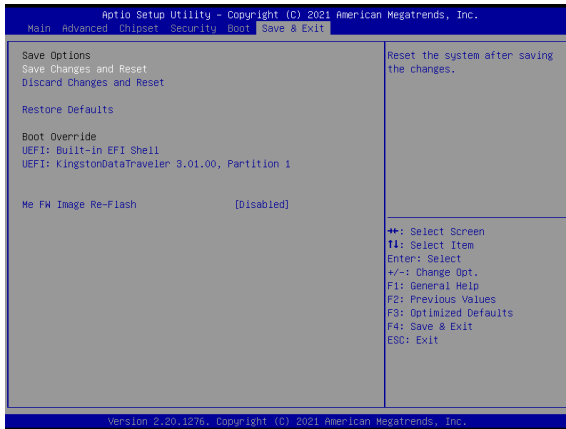 Aptio Setup Utility – Copyright (C) 2021 American Megatrends, Inc.
Main Advanced Chipset Security Boot Save & Exit
Save Options
Save Changes and Reset
Discard Changes and Reset
Restore Defaults
Boot Override
UEFI: Built-in EFI Shell
UEFI: KingstonDataTraveler 3.01.00, Partition 1
Me FW Image Re-Flash [Disabled]
Reset the system after saving
the changes.
→←: Select Screen
↑↓: Select Item
Enter: Select
+/-: Change Opt.
F1: General Help
F2: Previous Values
F3: Optimized Defaults
F4: Save & Exit
ESC: Exit
Version 2.20.1276. Copyright (C) 2021 American Megatrends, Inc.